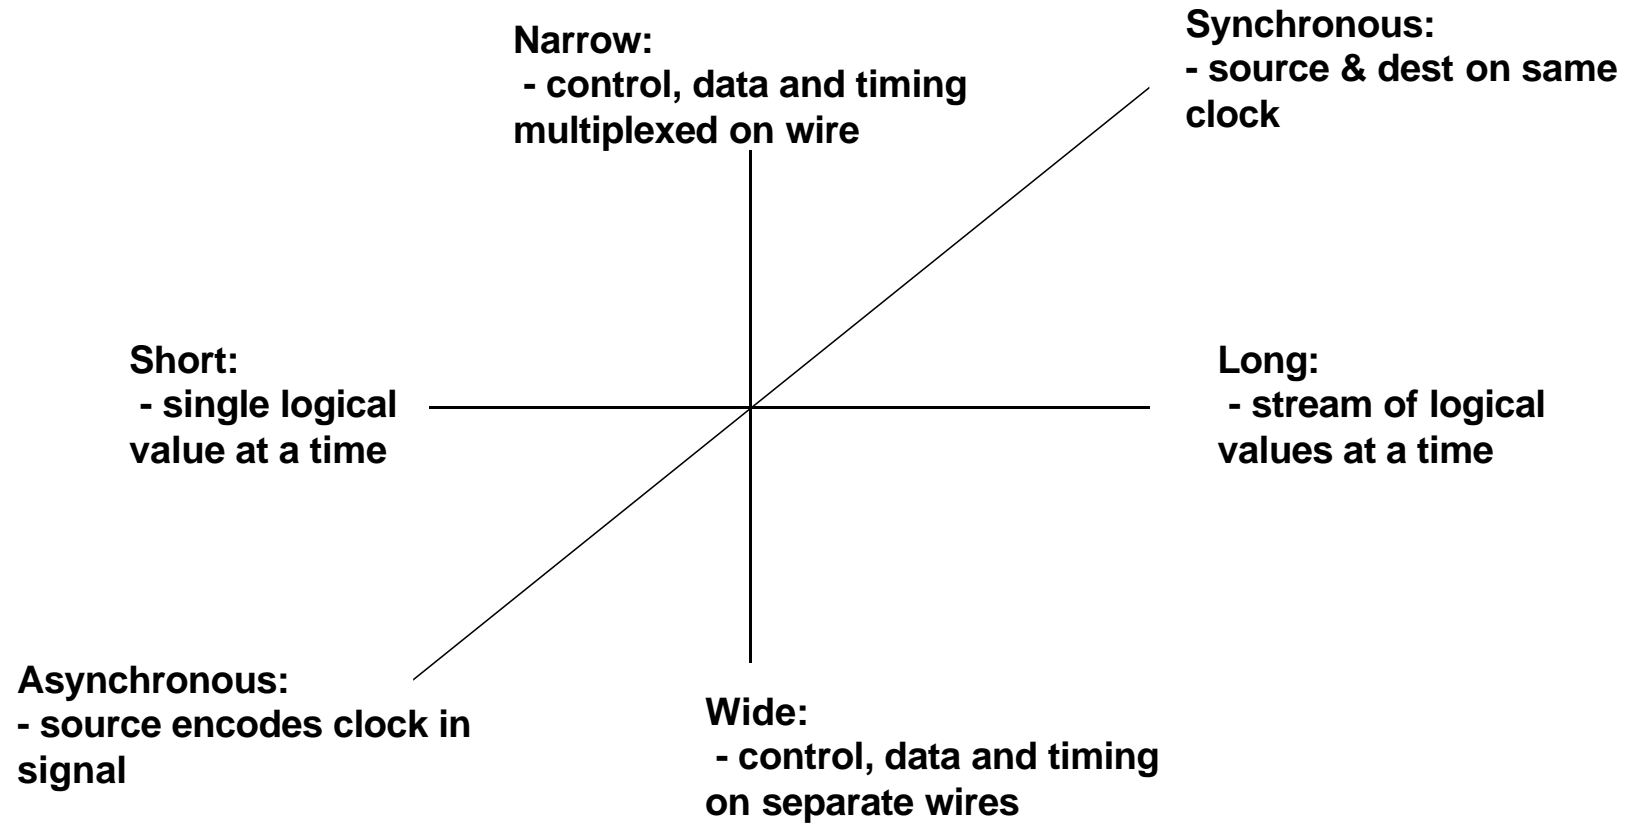 Narrow:
- control, data and timing
multiplexed on wire
Synchronous:
- source & dest on same
clock
Short:
- single logical
value at a time
Long:
- stream of logical
values at a time
Asynchronous:
- source encodes clock in
signal
Wide:
- control, data and timing
on separate wires